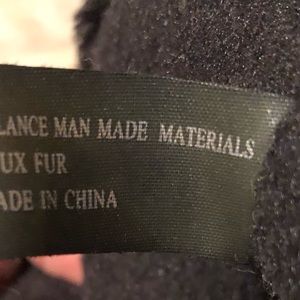 LANCE MAN MADE MATERIALS
UX FUR
ADE IN CHINA